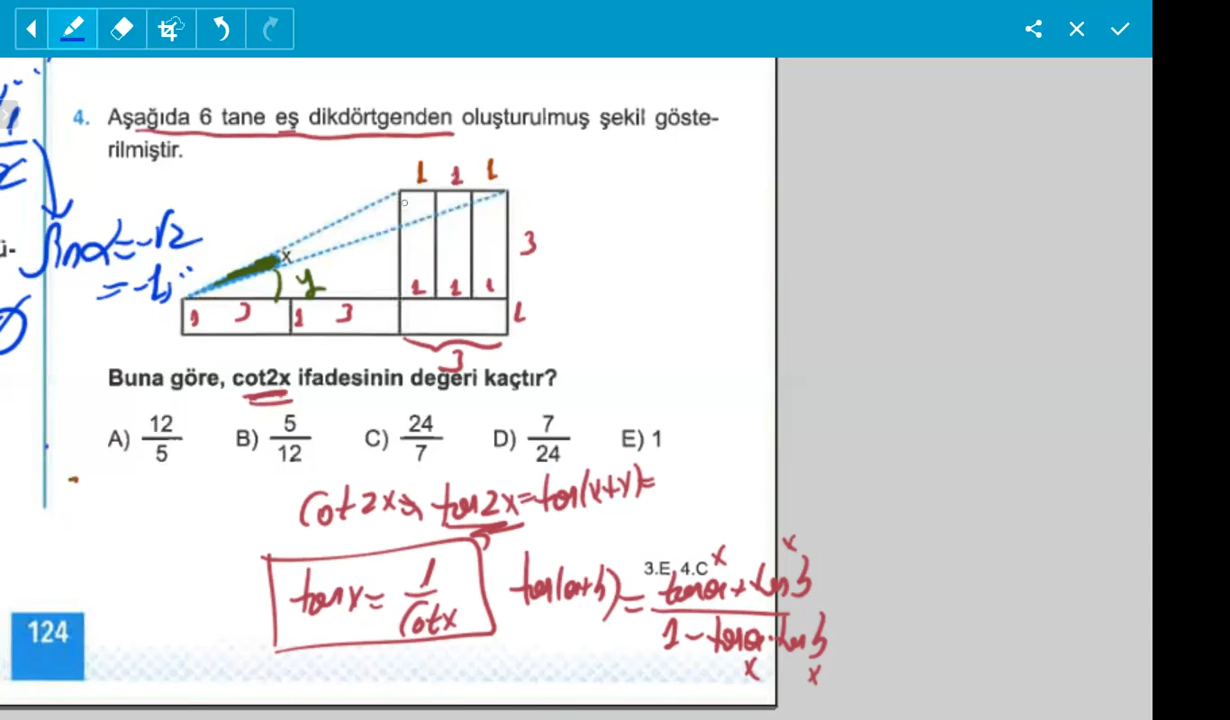 4. Aşağıda 6 tane eş dikdörtgenden oluşturulmuş şekil göste-
rilmiştir.
1 1 1
x
3
y
1 1 1
3 1 3 1
3
ü-
sinα = -√2
= -1,..
Buna göre, cot2x ifadesinin değeri kaçtır?
A) 12/5 B) 5/12 C) 24/7 D) 7/24 E) 1
Cot2x → tan2x = tan(x+x) =
3.E, 4.C
tanx = 1/Cotx
tan(a+b) = tana + tanb / 1 - tana . tanb
x x
x x
124